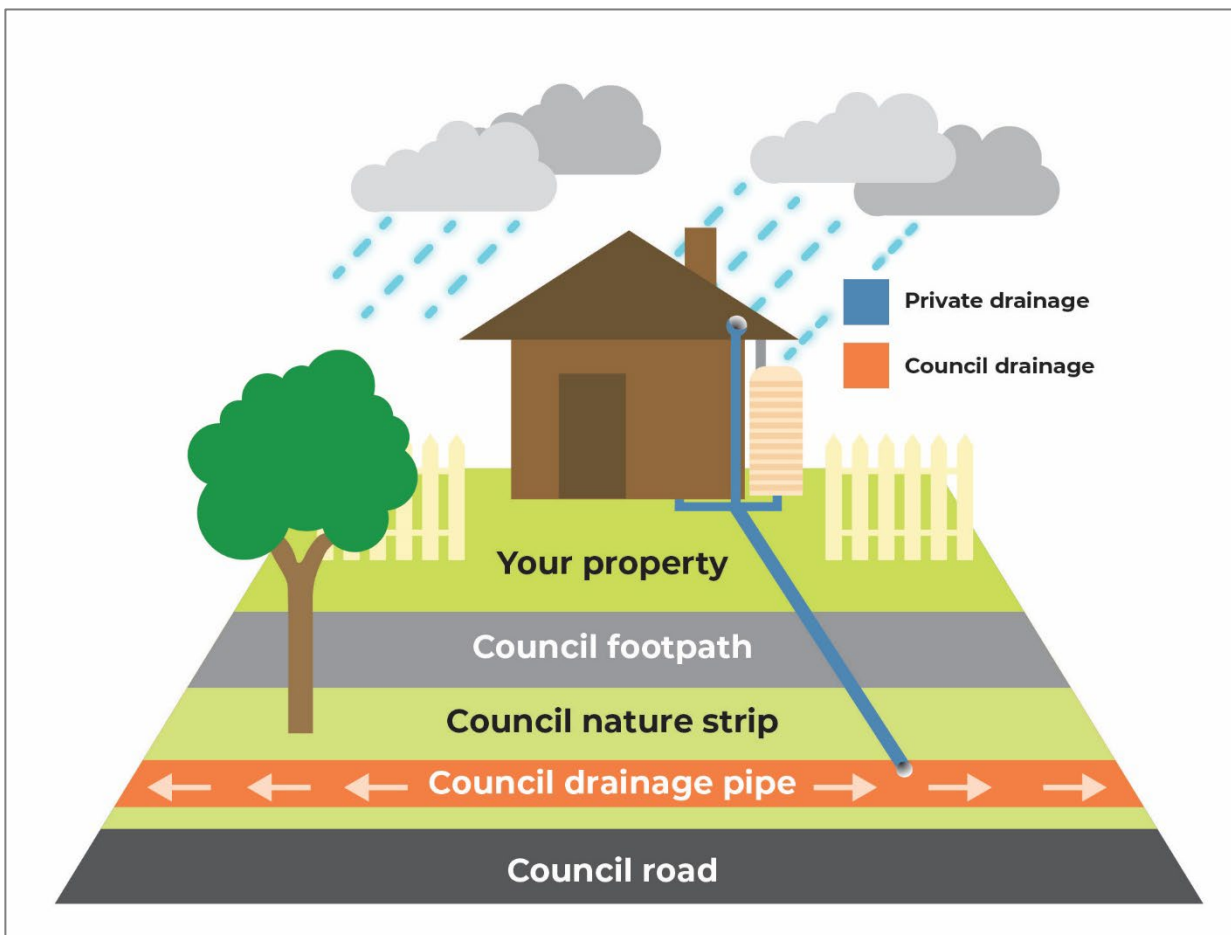 Private drainage
Council drainage
Your property
Council footpath
Council nature strip
Council drainage pipe
Council road